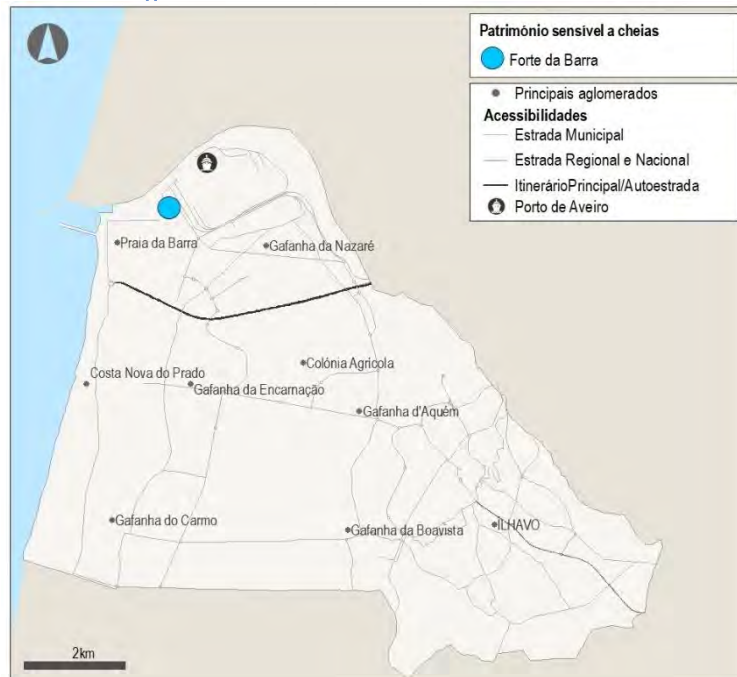 Património sensível a cheias
Forte da Barra
Principais aglomerados
Acessibilidades
Estrada Municipal
Estrada Regional e Nacional
ItinerárioPrincipal/Autoestrada
Porto de Aveiro
Praia da Barra
Gafanha da Nazaré
Colónia Agrícola
Costa Nova do Prado
Gafanha da Encarnação
Gafanha d'Aquém
Gafanha do Carmo
Gafanha da Boavista
ILHAVO
2km